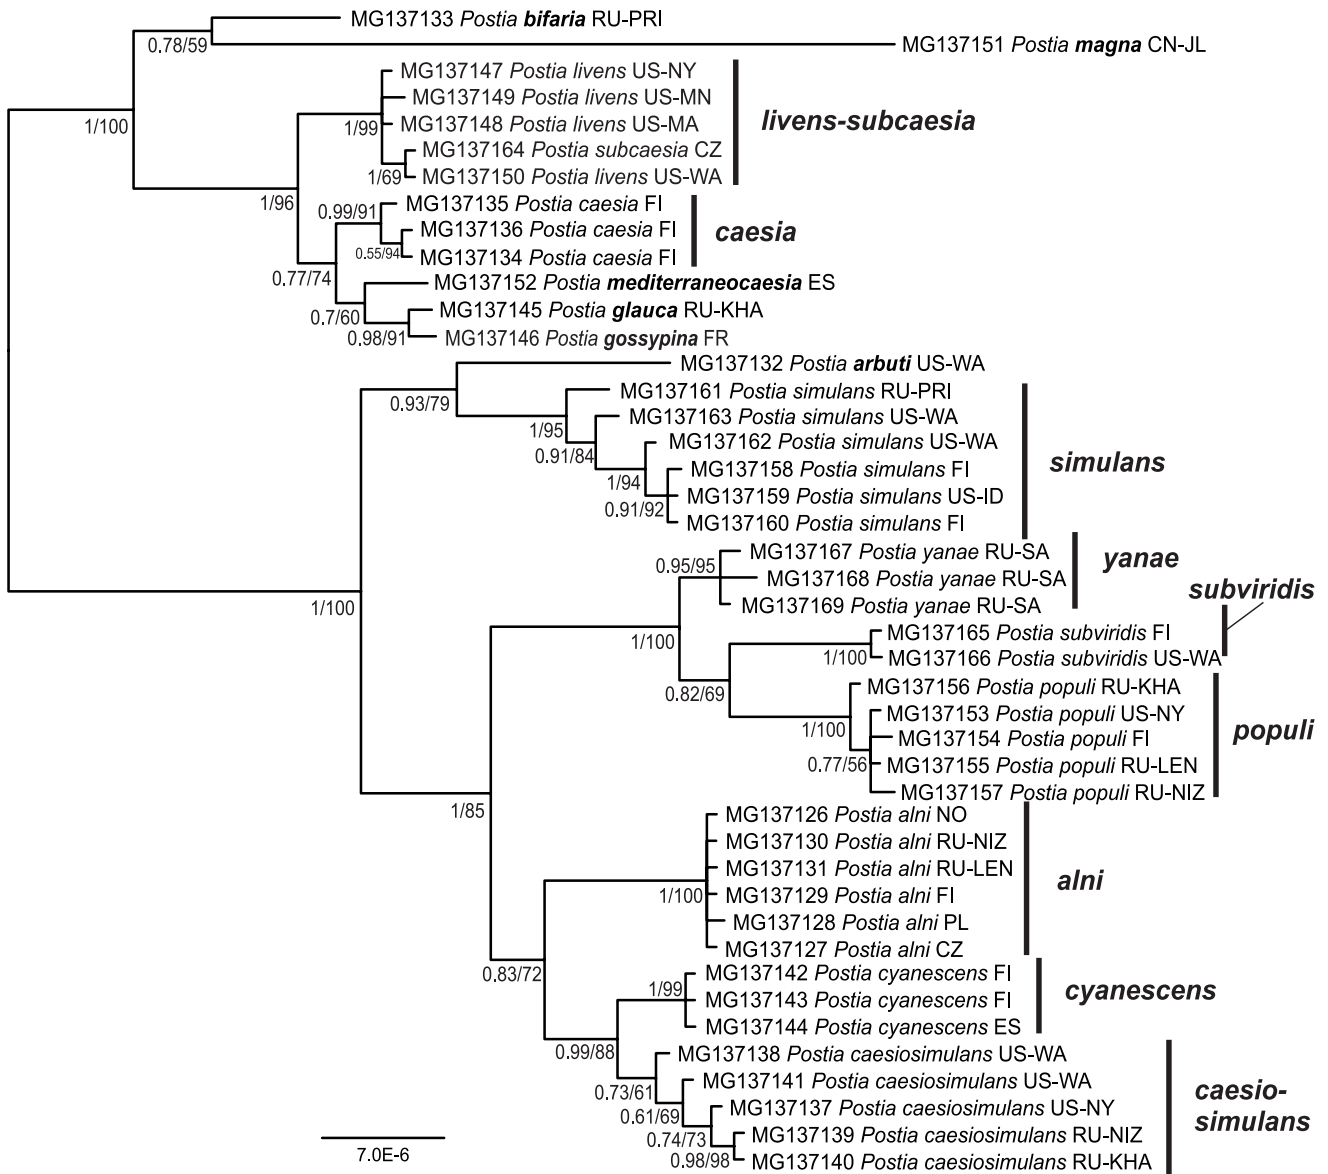 MG137133 Postia bifaria RU-PRI
0.78/59
MG137151 Postia magna CN-JL
MG137147 Postia livens US-NY
MG137149 Postia livens US-MN
livens-subcaesia
1/100
1/99
MG137148 Postia livens US-MA
MG137164 Postia subcaesia CZ
1/69
MG137150 Postia livens US-WA
1/96
0.99/91
MG137135 Postia caesia FI
MG137136 Postia caesia FI
caesia
0.55/94
MG137134 Postia caesia FI
0.77/74
MG137152 Postia mediterraneocaesia ES
0.7/60
MG137145 Postia glauca RU-KHA
0.98/91
MG137146 Postia gossypina FR
MG137132 Postia arbuti US-WA
0.93/79
MG137161 Postia simulans RU-PRI
MG137163 Postia simulans US-WA
1/95
MG137162 Postia simulans US-WA
0.91/84
simulans
MG137158 Postia simulans FI
1/94
MG137159 Postia simulans US-ID
0.91/92
MG137160 Postia simulans FI
MG137167 Postia yanae RU-SA
yanae
0.95/95
MG137168 Postia yanae RU-SA
subviridis
1/100
MG137169 Postia yanae RU-SA
1/100
MG137165 Postia subviridis FI
1/100
MG137166 Postia subviridis US-WA
0.82/69
MG137156 Postia populi RU-KHA
MG137153 Postia populi US-NY
1/100
populi
MG137154 Postia populi FI
0.77/56
MG137155 Postia populi RU-LEN
MG137157 Postia populi RU-NIZ
1/85
MG137126 Postia alni NO
MG137130 Postia alni RU-NIZ
MG137131 Postia alni RU-LEN
alni
1/100
MG137129 Postia alni FI
MG137128 Postia alni PL
MG137127 Postia alni CZ
0.83/72
MG137142 Postia cyanescens FI
1/99
cyanescens
MG137143 Postia cyanescens FI
MG137144 Postia cyanescens ES
0.99/88
MG137138 Postia caesiosimulans US-WA
MG137141 Postia caesiosimulans US-WA
0.73/61
caesio-
simulans
MG137137 Postia caesiosimulans US-NY
0.61/69
MG137139 Postia caesiosimulans RU-NIZ
0.74/73
0.98/98
MG137140 Postia caesiosimulans RU-KHA
7.0E-6